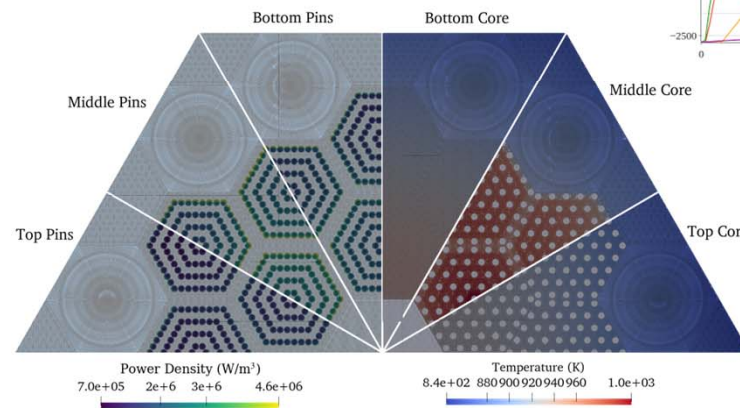 Bottom Pins
Bottom Core
−2500
0
Middle Pins
Middle Core
Top Pins
Top
Power Density (W/m³)
7.0e+05 2e+6 3e+6 4.6e+06
Temperature (K)
8.4e+02 880 900 920 940 960 1.0e+03